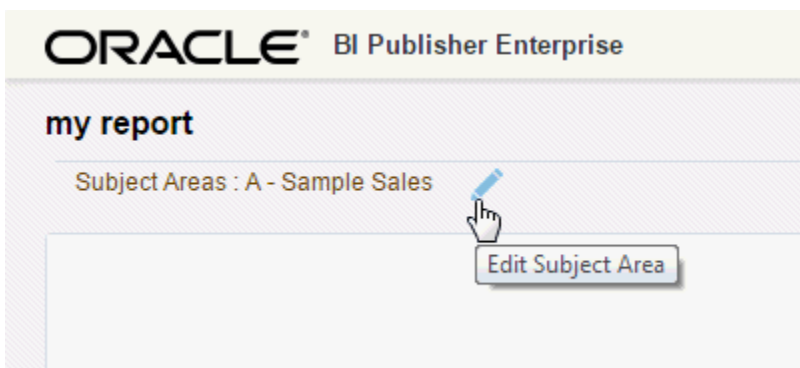 ORACLE® BI Publisher Enterprise
my report
Subject Areas : A - Sample Sales
Edit Subject Area